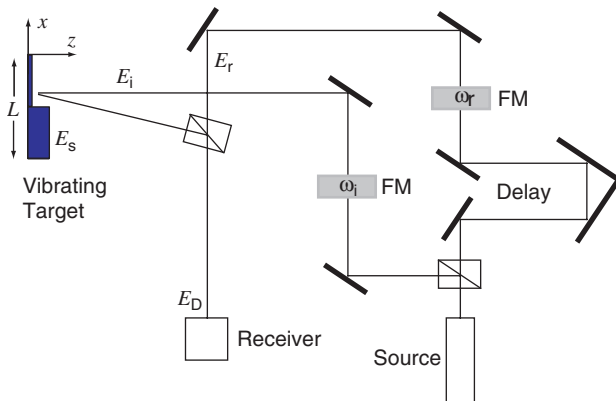 x
z
E_r
E_i
ω_r FM
L
E_s
ω_i FM
Delay
Vibrating
Target
E_D
Receiver
Source